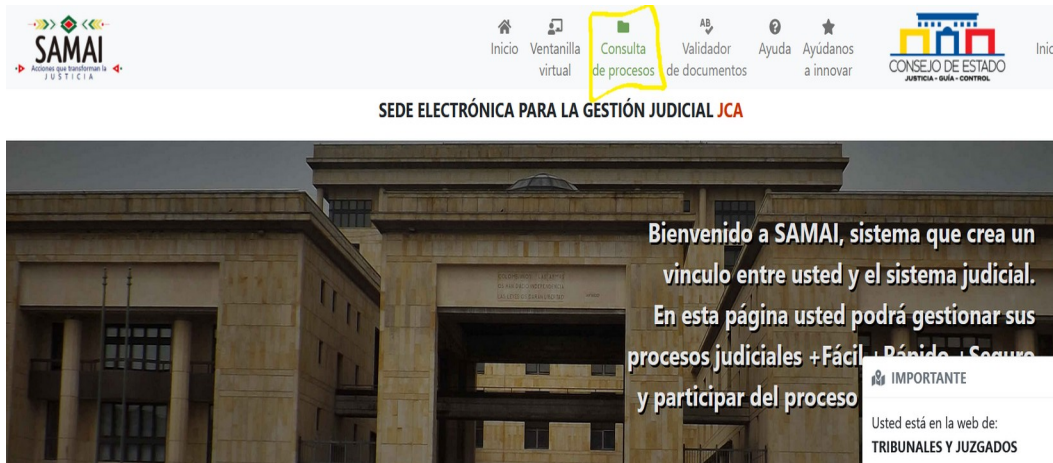 SAMAI
Acciones que transforman la
JUSTICIA
Inicio
Ventanilla
virtual
Consulta
de procesos
Validador
de documentos
Ayuda
Ayúdanos
a innovar
CONSEJO DE ESTADO
JUSTICIA - GUÍA - CONTROL
Inic
SEDE ELECTRÓNICA PARA LA GESTIÓN JUDICIAL JCA
Bienvenido a SAMAI, sistema que crea un
vinculo entre usted y el sistema judicial.
En esta página usted podrá gestionar sus
procesos judiciales +Fácil +Rápido +Seguro
y participar del proceso
IMPORTANTE
Usted está en la web de:
TRIBUNALES Y JUZGADOS